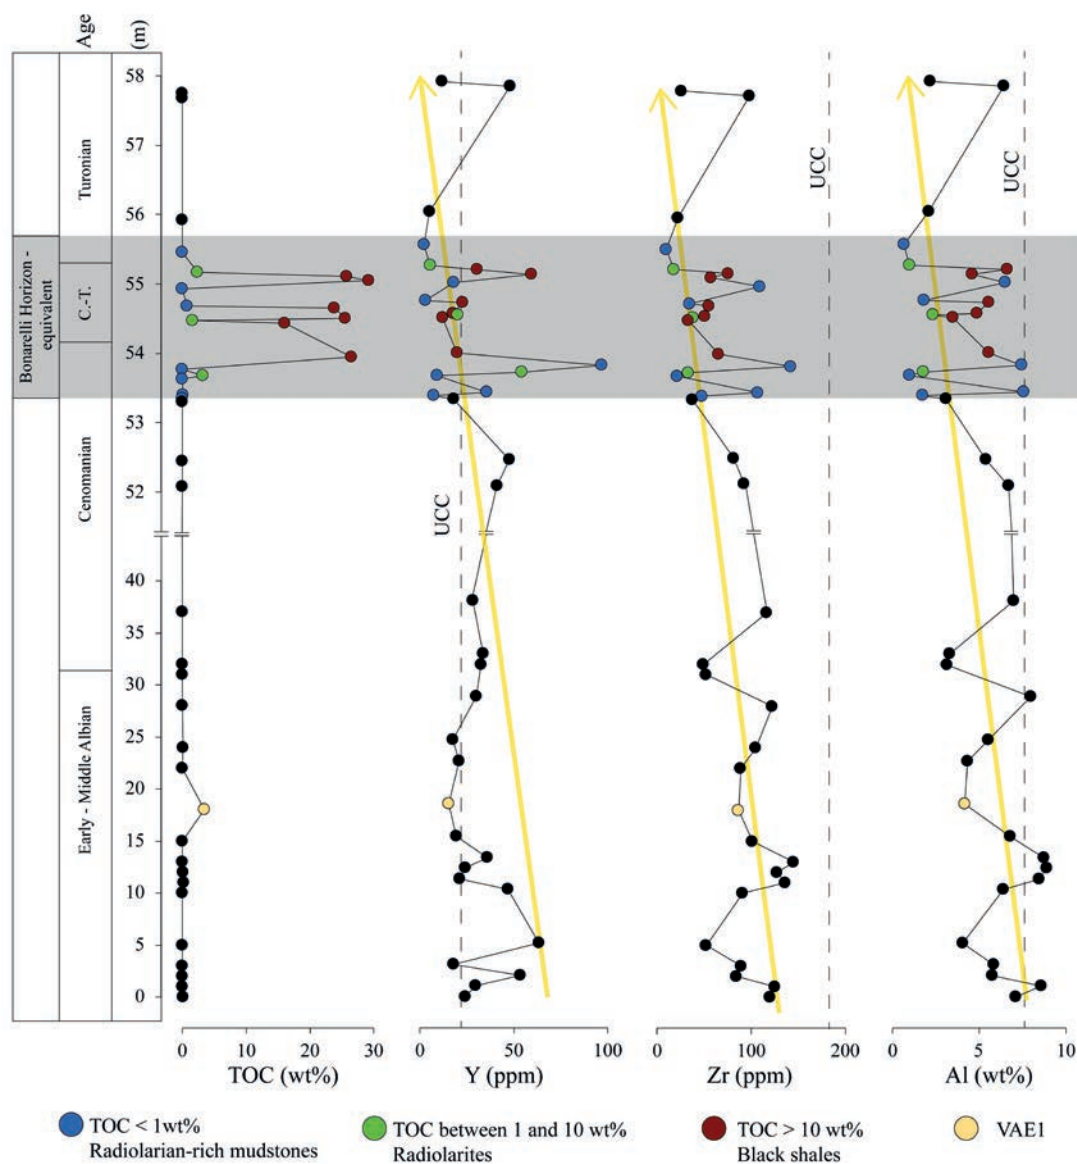 Age
(m)
Bonarelli Horizon -
equivalent
Turonian
C.-T.
Cenomanian
Early - Middle Albian
58
57
56
55
54
53
52
40
35
30
25
20
15
10
5
0
UCC
UCC
UCC
0 10 20 30
TOC (wt%)
0 50 100
Y (ppm)
0 100 200
Zr (ppm)
0 5 10
Al (wt%)
TOC < 1wt%
Radiolarian-rich mudstones
TOC between 1 and 10 wt%
Radiolarites
TOC > 10 wt%
Black shales
VAE1